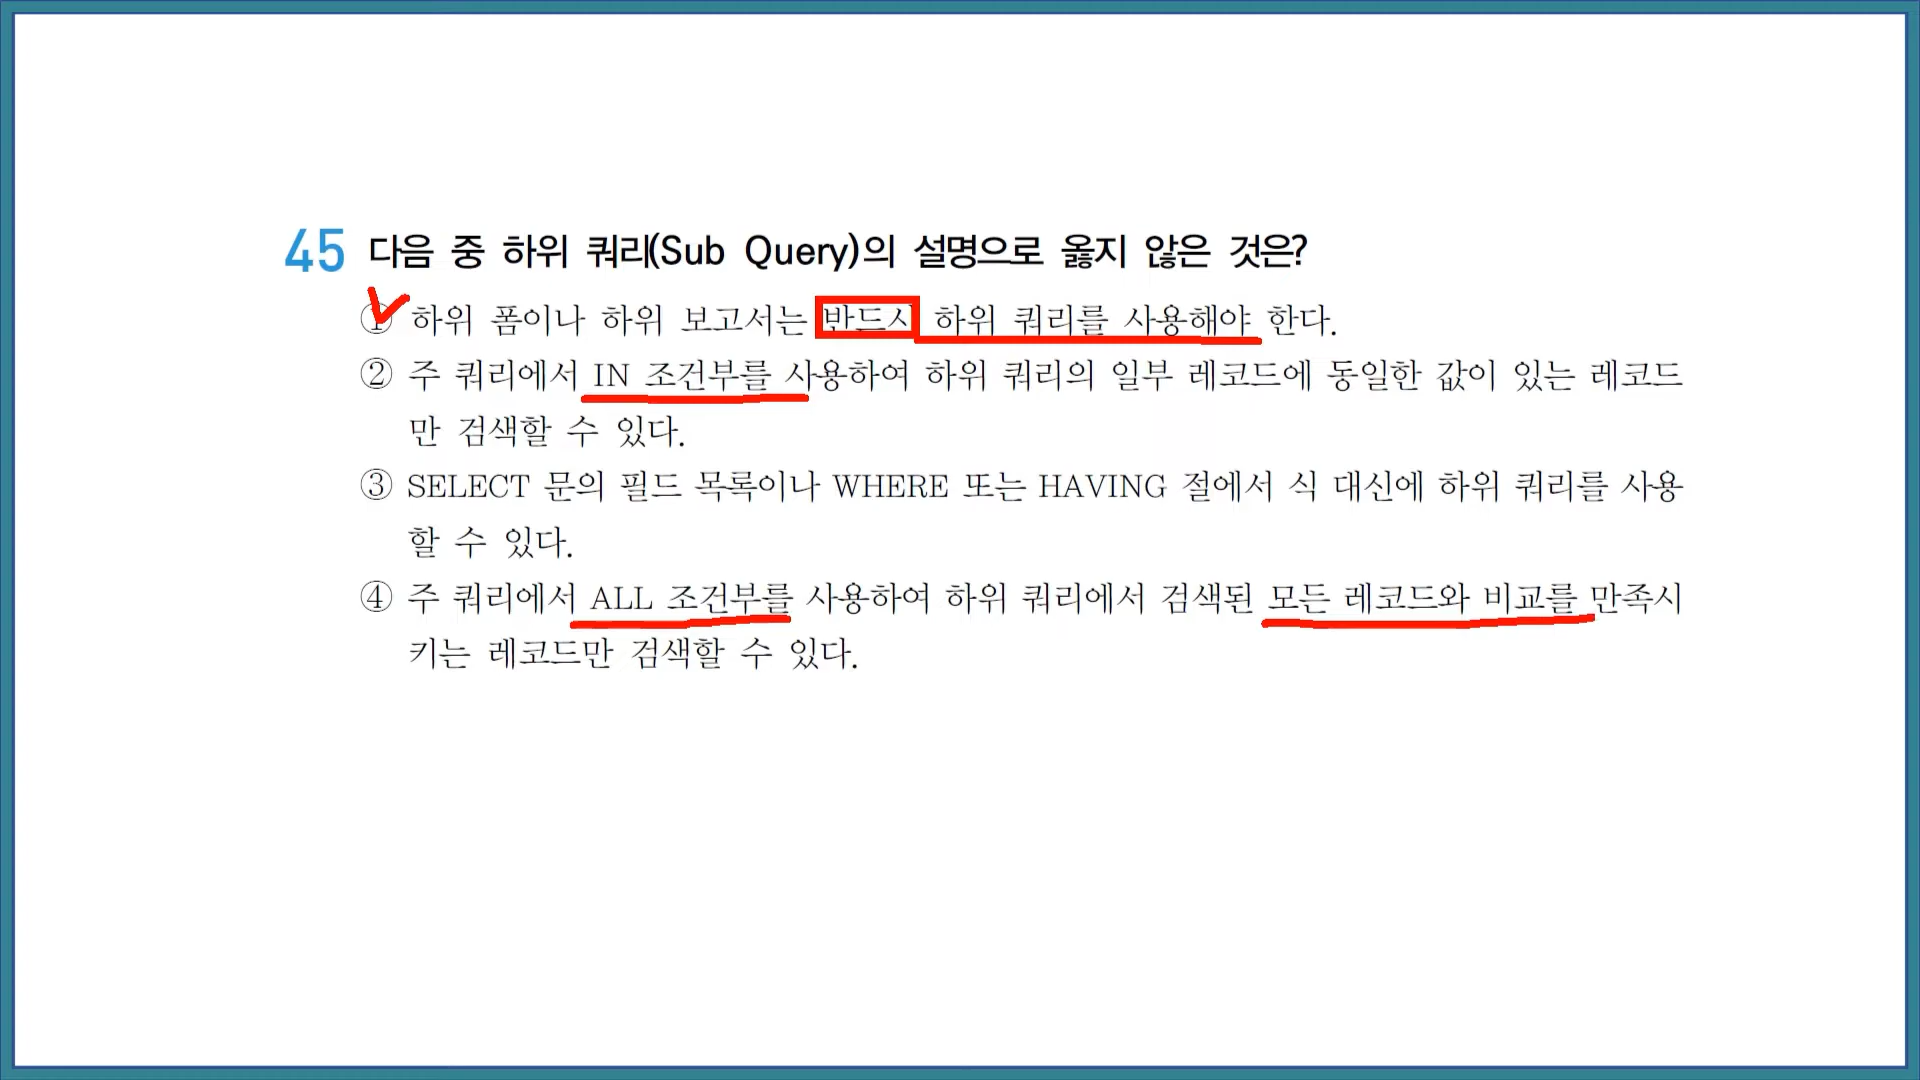 45 다음 중 하위 쿼리(Sub Query)의 설명으로 옳지 않은 것은?
① 하위 폼이나 하위 보고서는 반드시 하위 쿼리를 사용해야 한다.
② 주 쿼리에서 IN 조건부를 사용하여 하위 쿼리의 일부 레코드에 동일한 값이 있는 레코드
만 검색할 수 있다.
③ SELECT 문의 필드 목록이나 WHERE 또는 HAVING 절에서 식 대신에 하위 쿼리를 사용
할 수 있다.
④ 주 쿼리에서 ALL 조건부를 사용하여 하위 쿼리에서 검색된 모든 레코드와 비교를 만족시
키는 레코드만 검색할 수 있다.